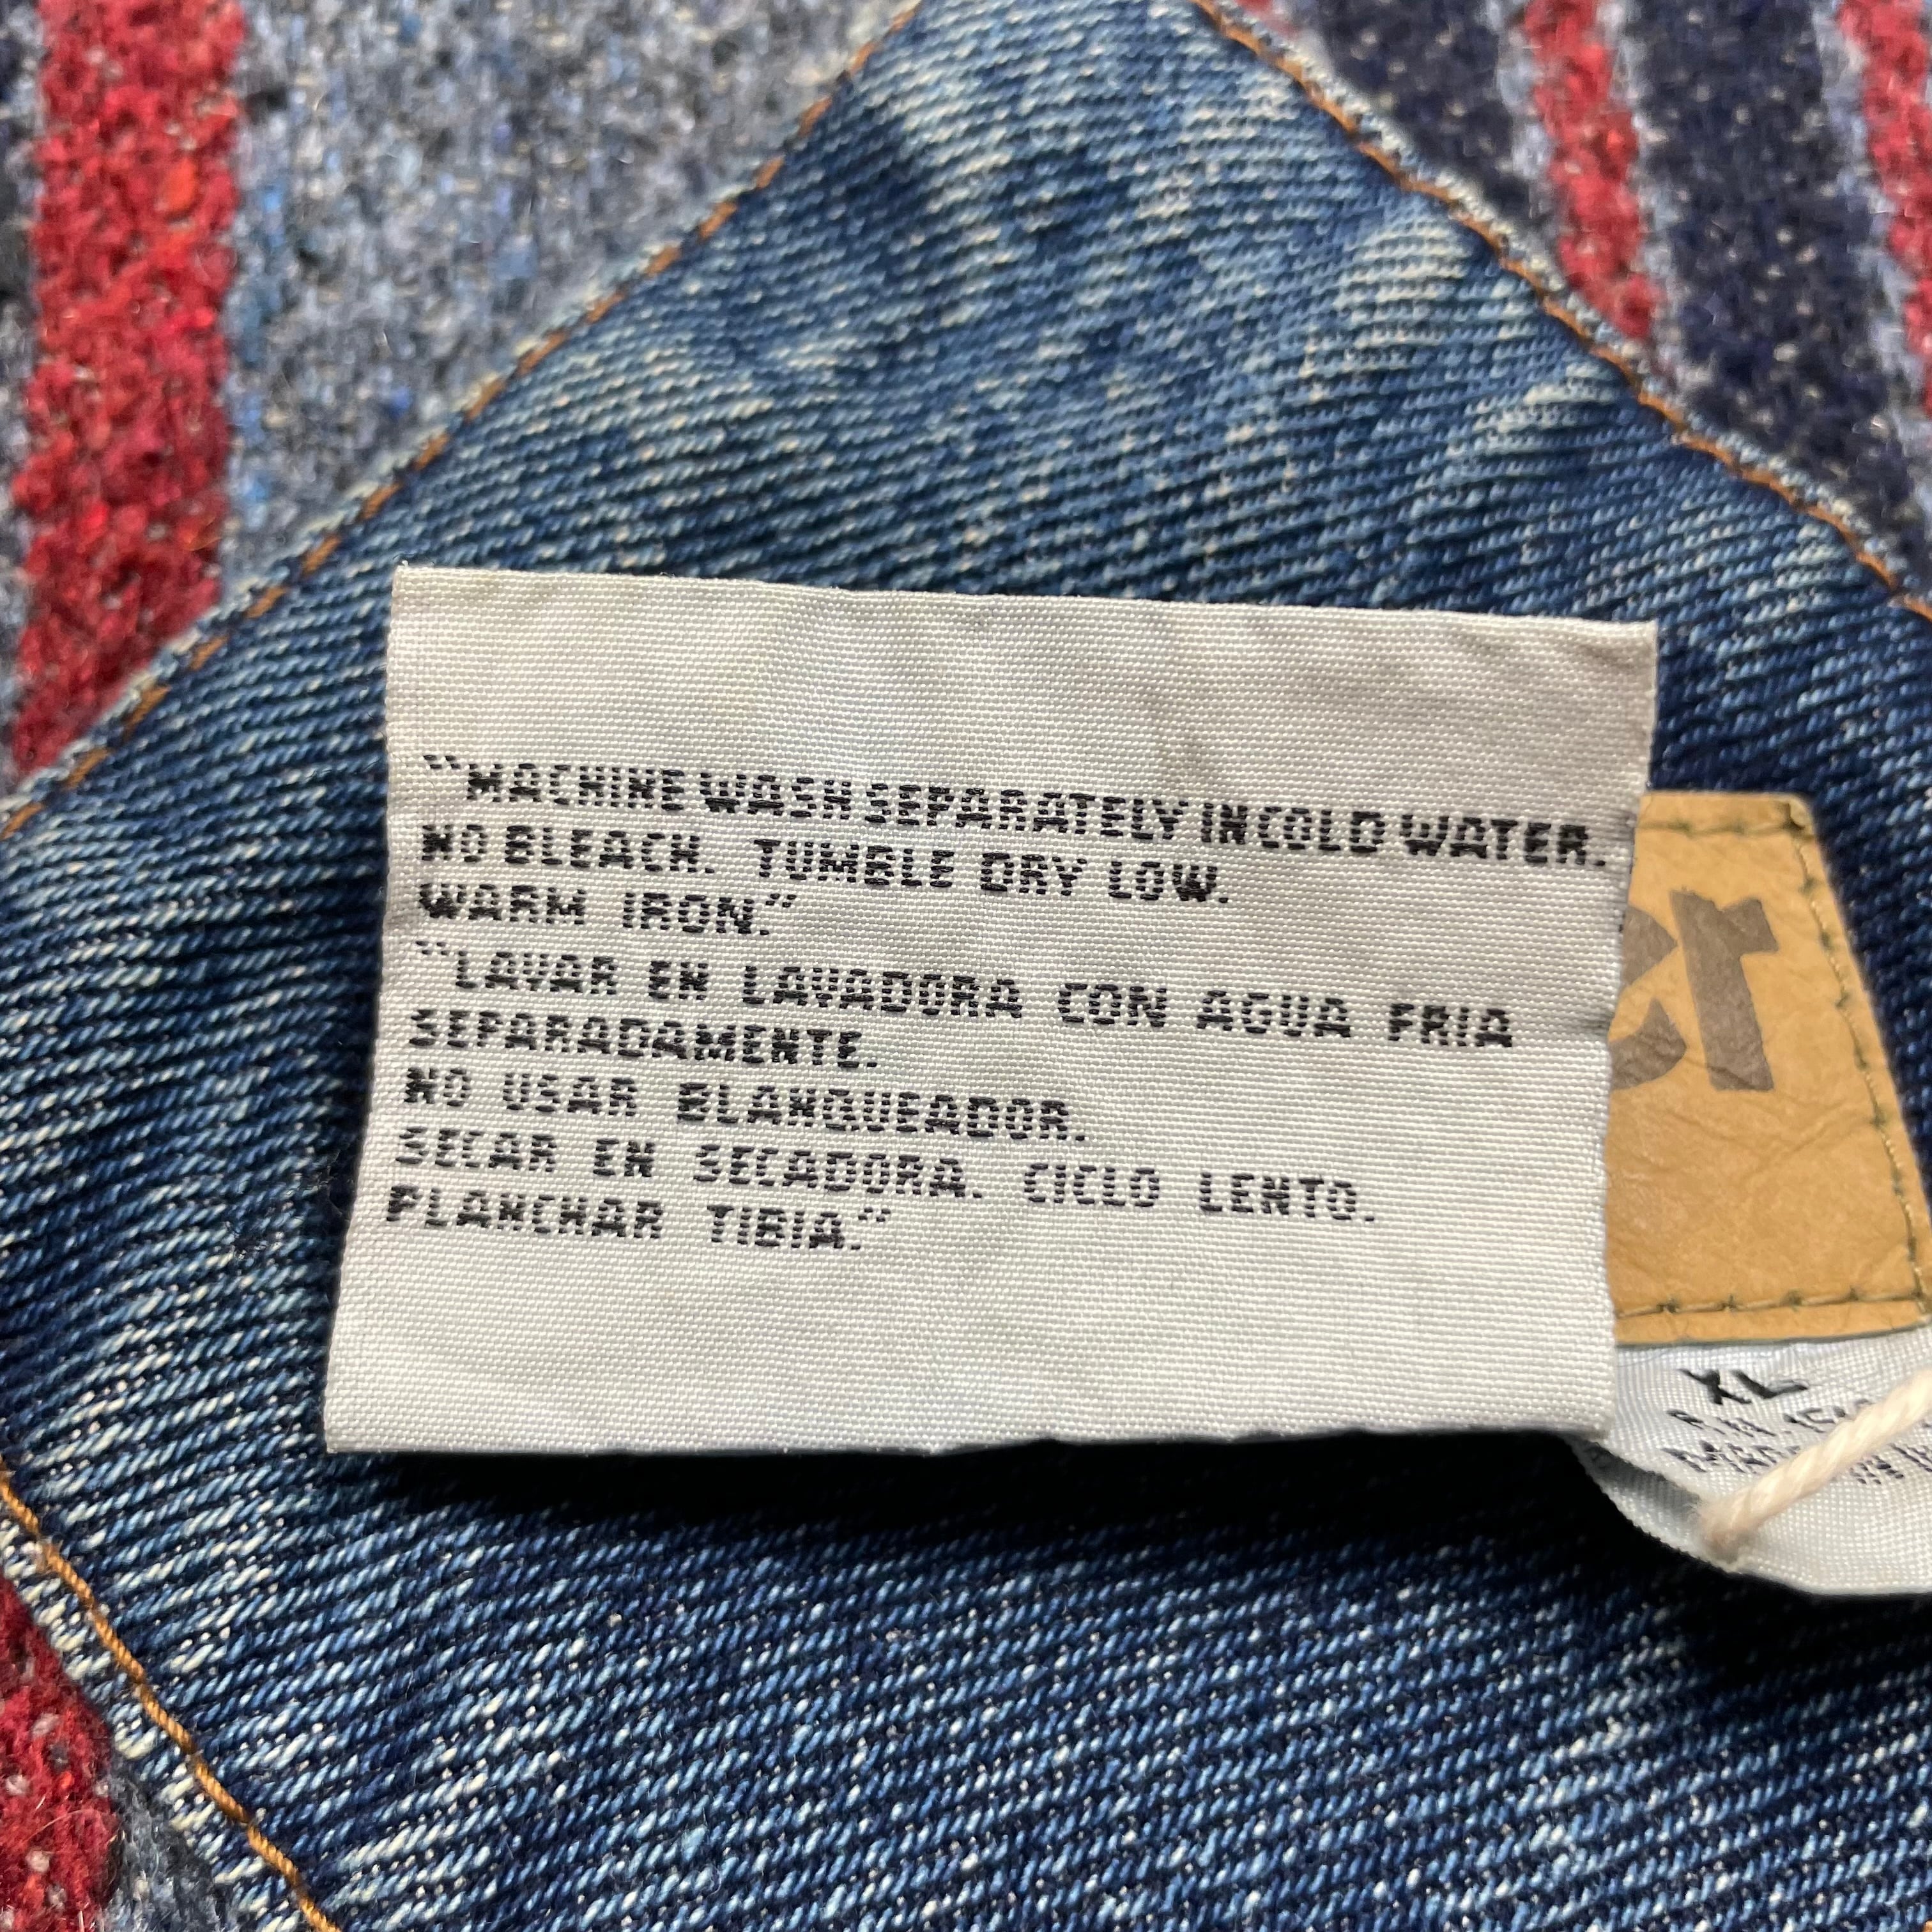 "MACHINE WASH SEPARATELY IN COLD WATER.
NO BLEACH. TUMBLE DRY LOW.
WARM IRON."
"LAVAR EN LAVADORA CON AGUA FRIA
SEPARADAMENTE.
NO USAR BLANQUEADOR.
SECAR EN SECADORA. CICLO LENTO.
PLANCHAR TIBIA."
er
XL